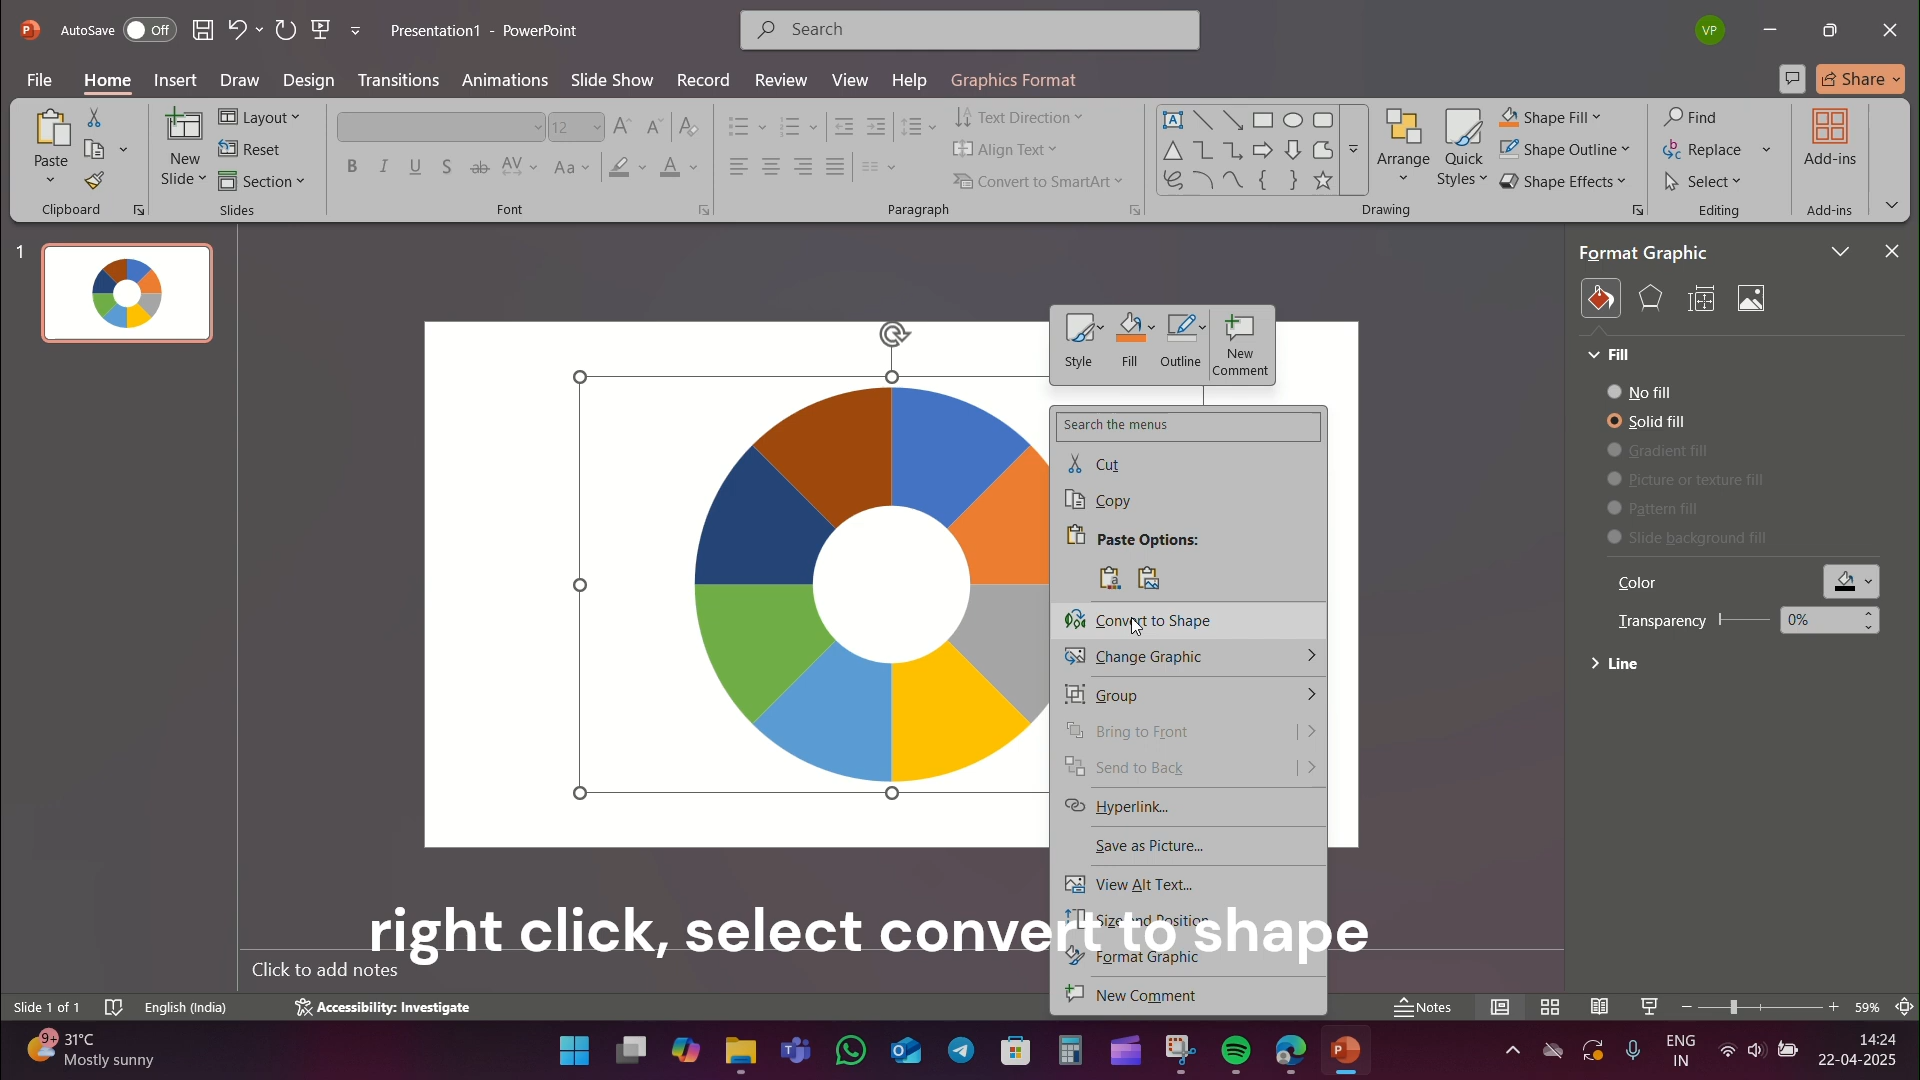 AutoSave Off Presentation1 - PowerPoint Search VP
File Home Insert Draw Design Transitions Animations Slide Show Record Review View Help Graphics Format Share
Paste
Clipboard
New
Slide
Layout
Reset
Section
Slides
12
Font
Text Direction
Align Text
Convert to SmartArt
Paragraph
Arrange
Quick
Styles
Shape Fill
Shape Outline
Shape Effects
Drawing
Find
Replace
Select
Editing
Add-ins
Add-ins
1
Style
Fill
Outline
New
Comment
Search the menus
Cut
Copy
Paste Options:
Convert to Shape
Change Graphic
Group
Bring to Front
Send to Back
Hyperlink...
Save as Picture...
View Alt Text...
Size and Position...
Format Graphic
New Comment
right click, select convert to shape
Format Graphic
Fill
No fill
Solid fill
Gradient fill
Picture or texture fill
Pattern fill
Slide background fill
Color
Transparency 0%
Line
Click to add notes
Slide 1 of 1 English (India) Accessibility: Investigate Notes 59%
9+ 31°C
Mostly sunny
ENG
IN
14:24
22-04-2025